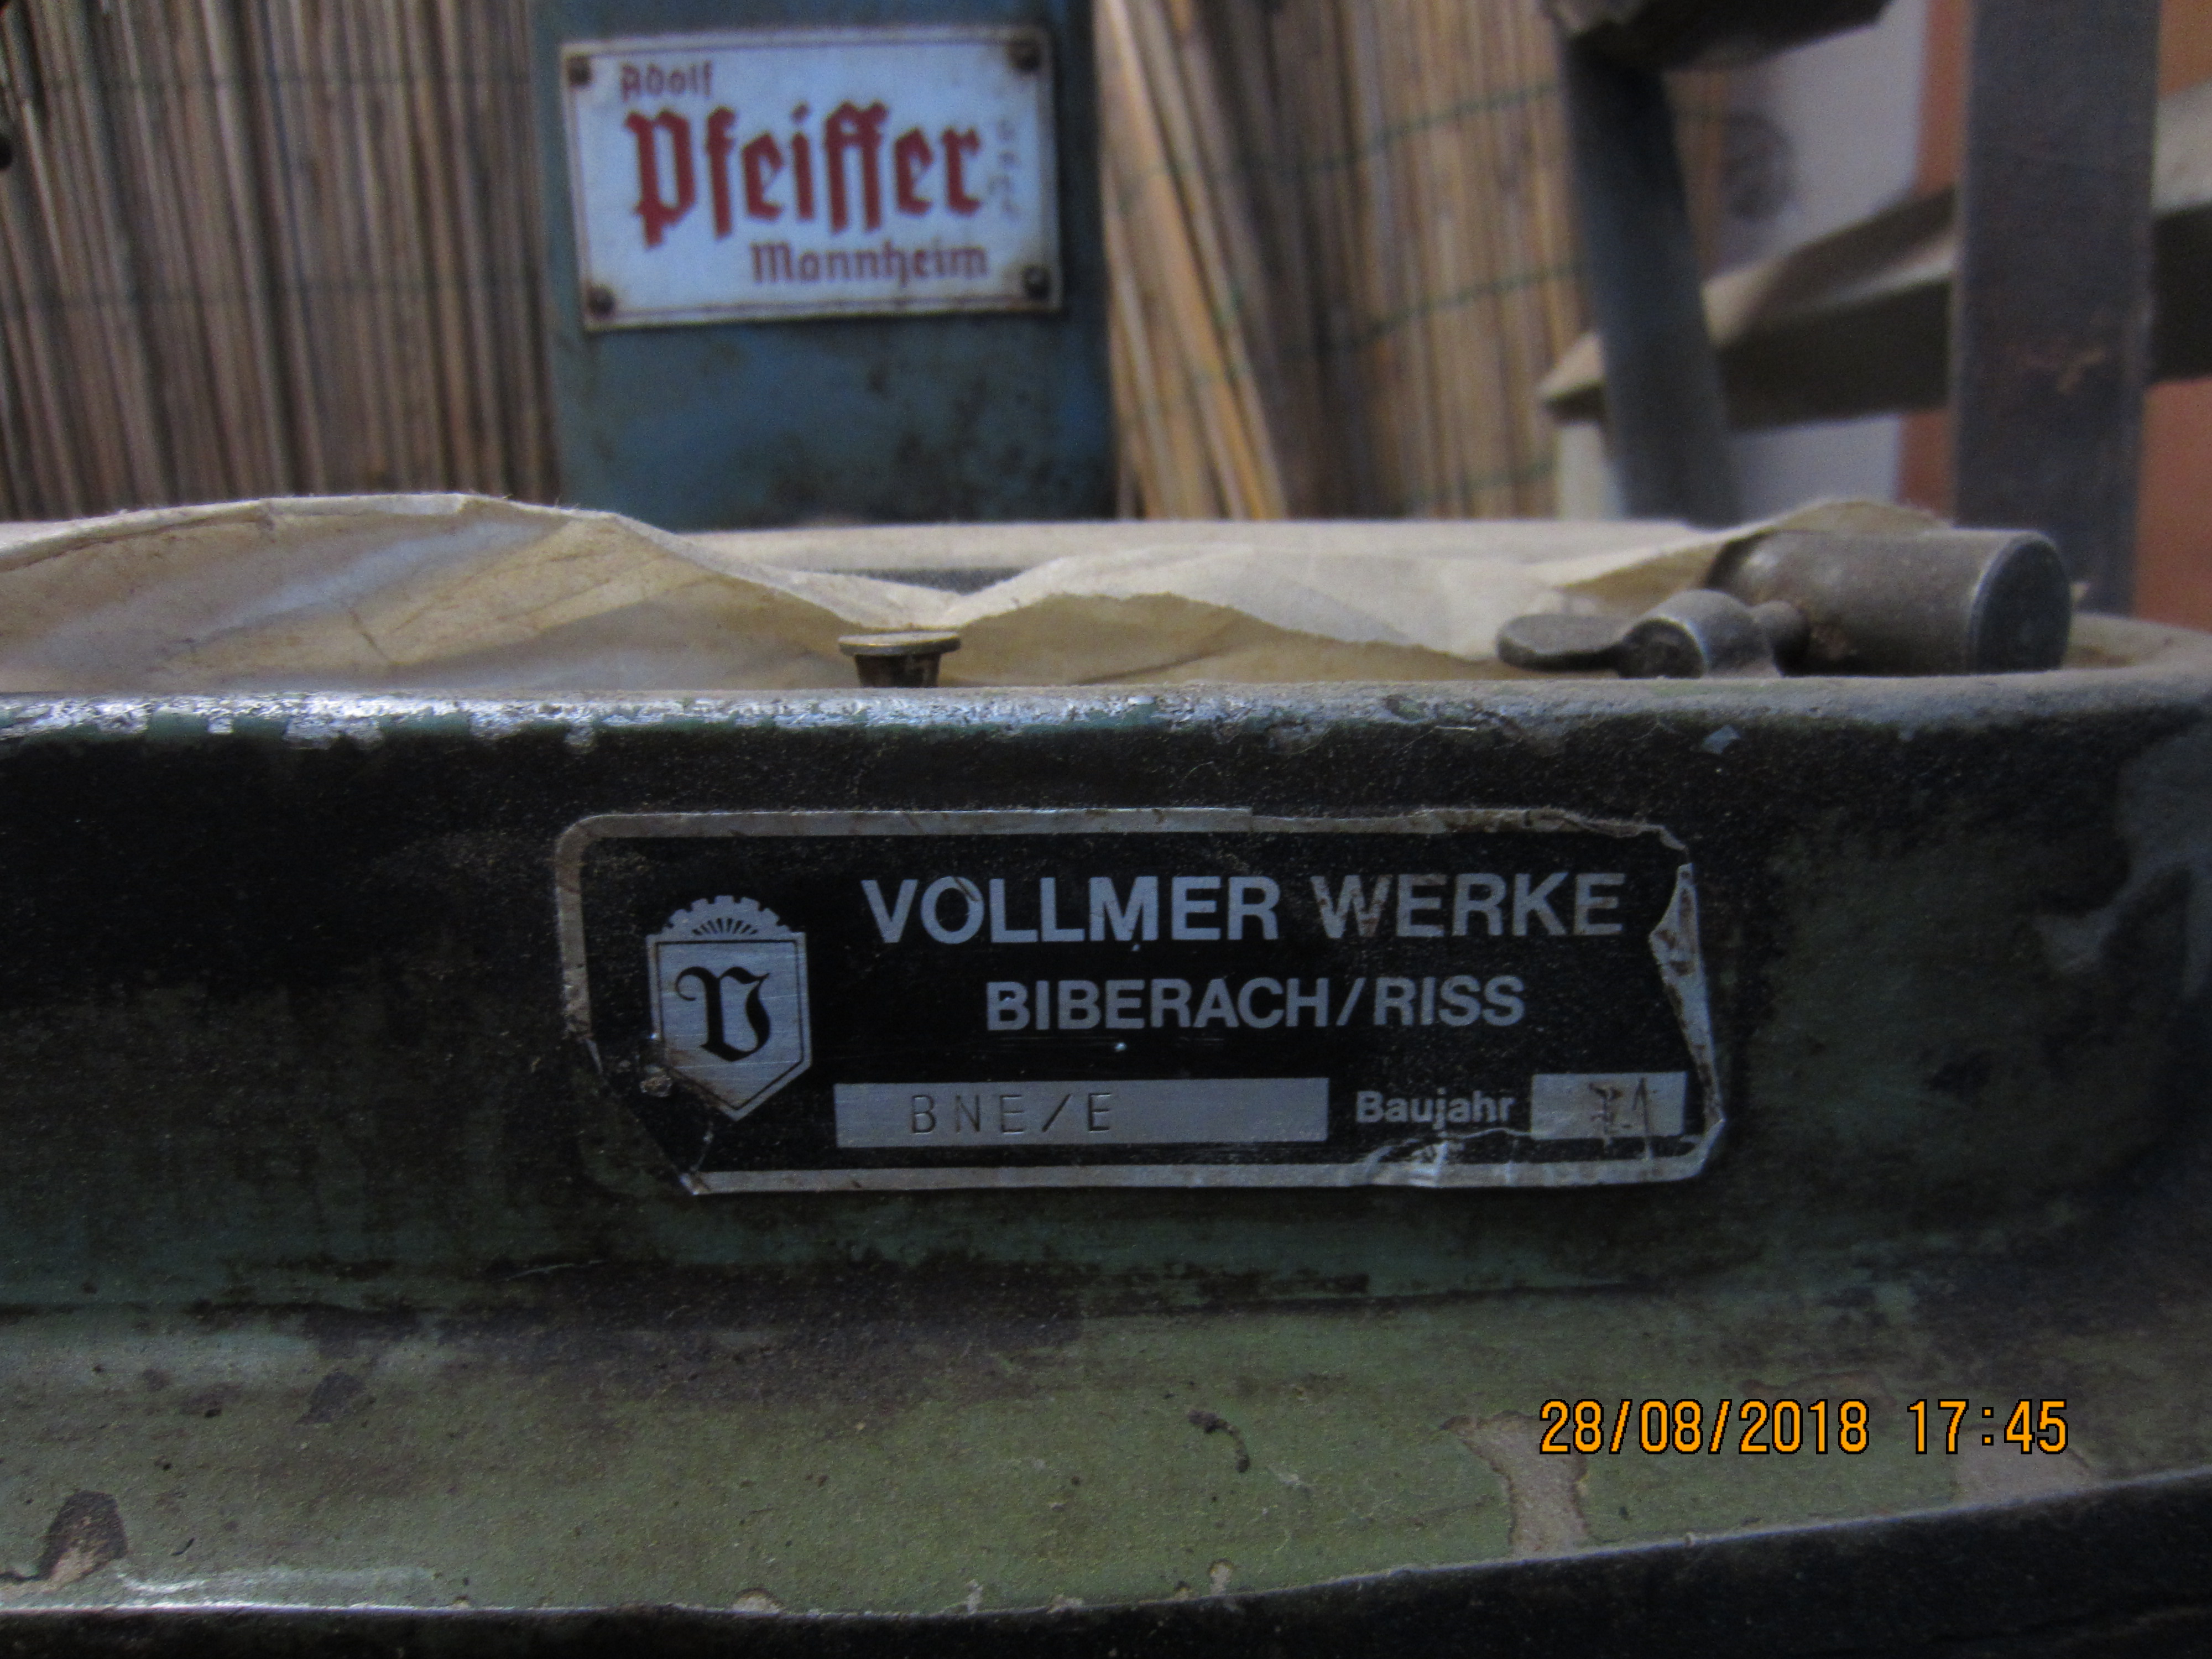 Adolf
Pfeiffer
Mannheim
VOLLMER WERKE
BIBERACH/RISS
V
BNE/E
Baujahr
28/08/2018 17:45